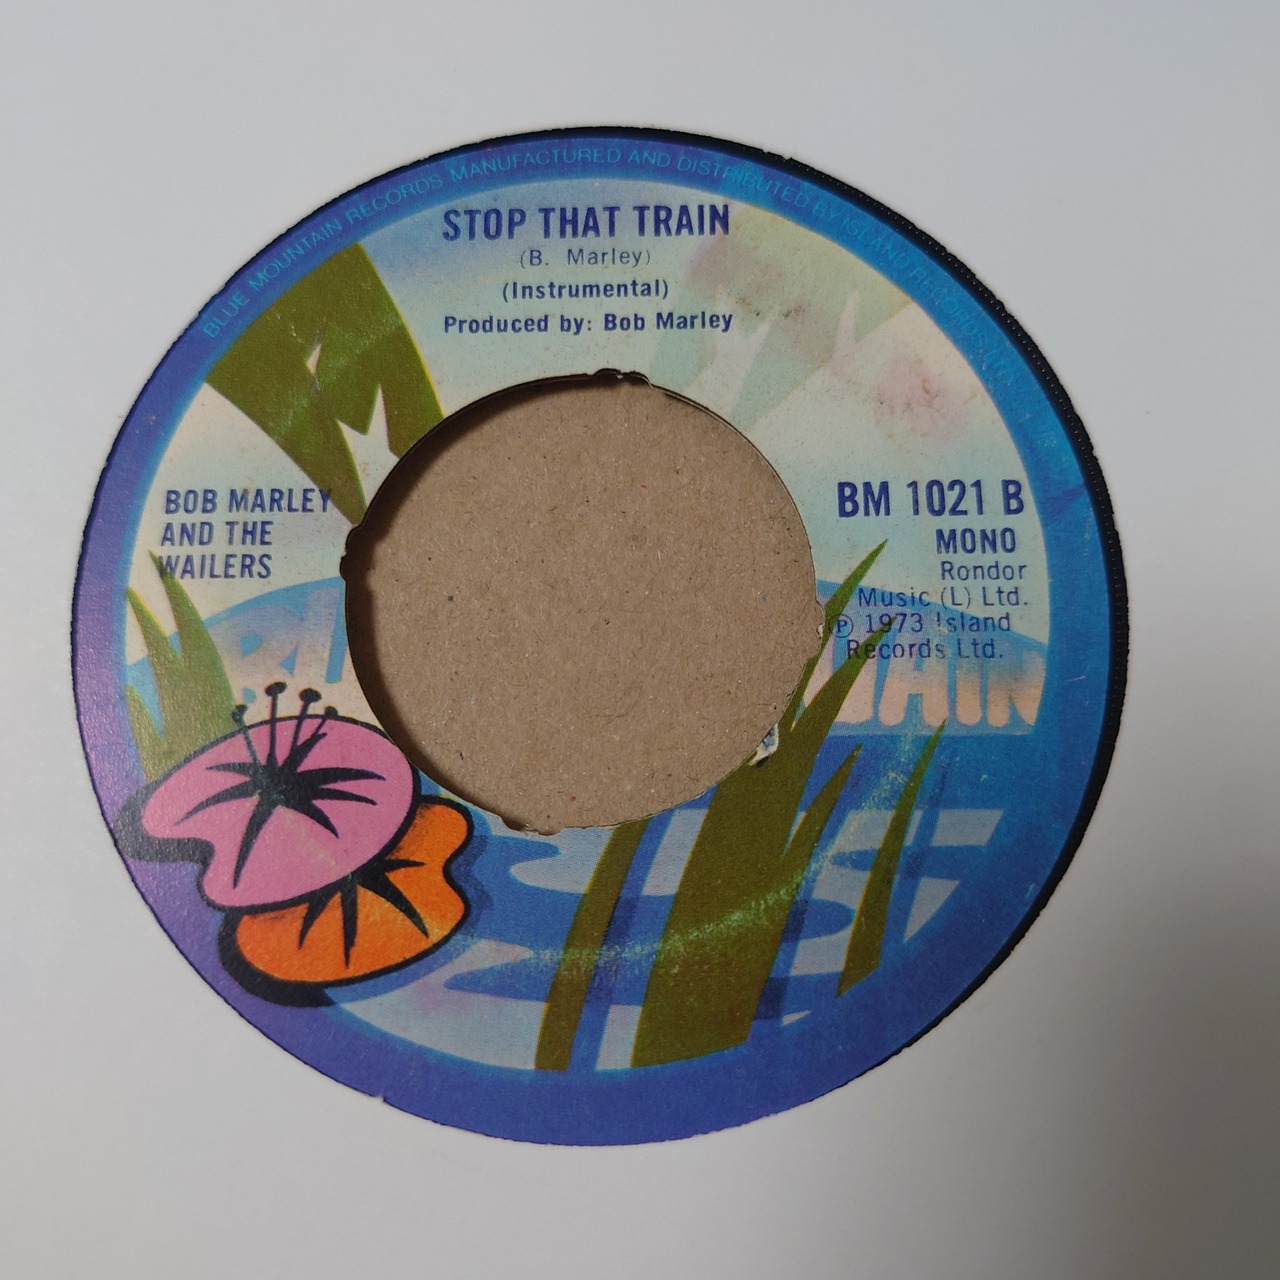 BLUE MOUNTAIN RECORDS MANUFACTURED AND DISTRIBUTED BY ISLAND RECORDS LTD.
STOP THAT TRAIN
(B. Marley)
(Instrumental)
Produced by: Bob Marley
BOB MARLEY
AND THE
WAILERS
BM 1021 B
MONO
Rondor
Music (L) Ltd.
℗ 1973 Island
Records Ltd.